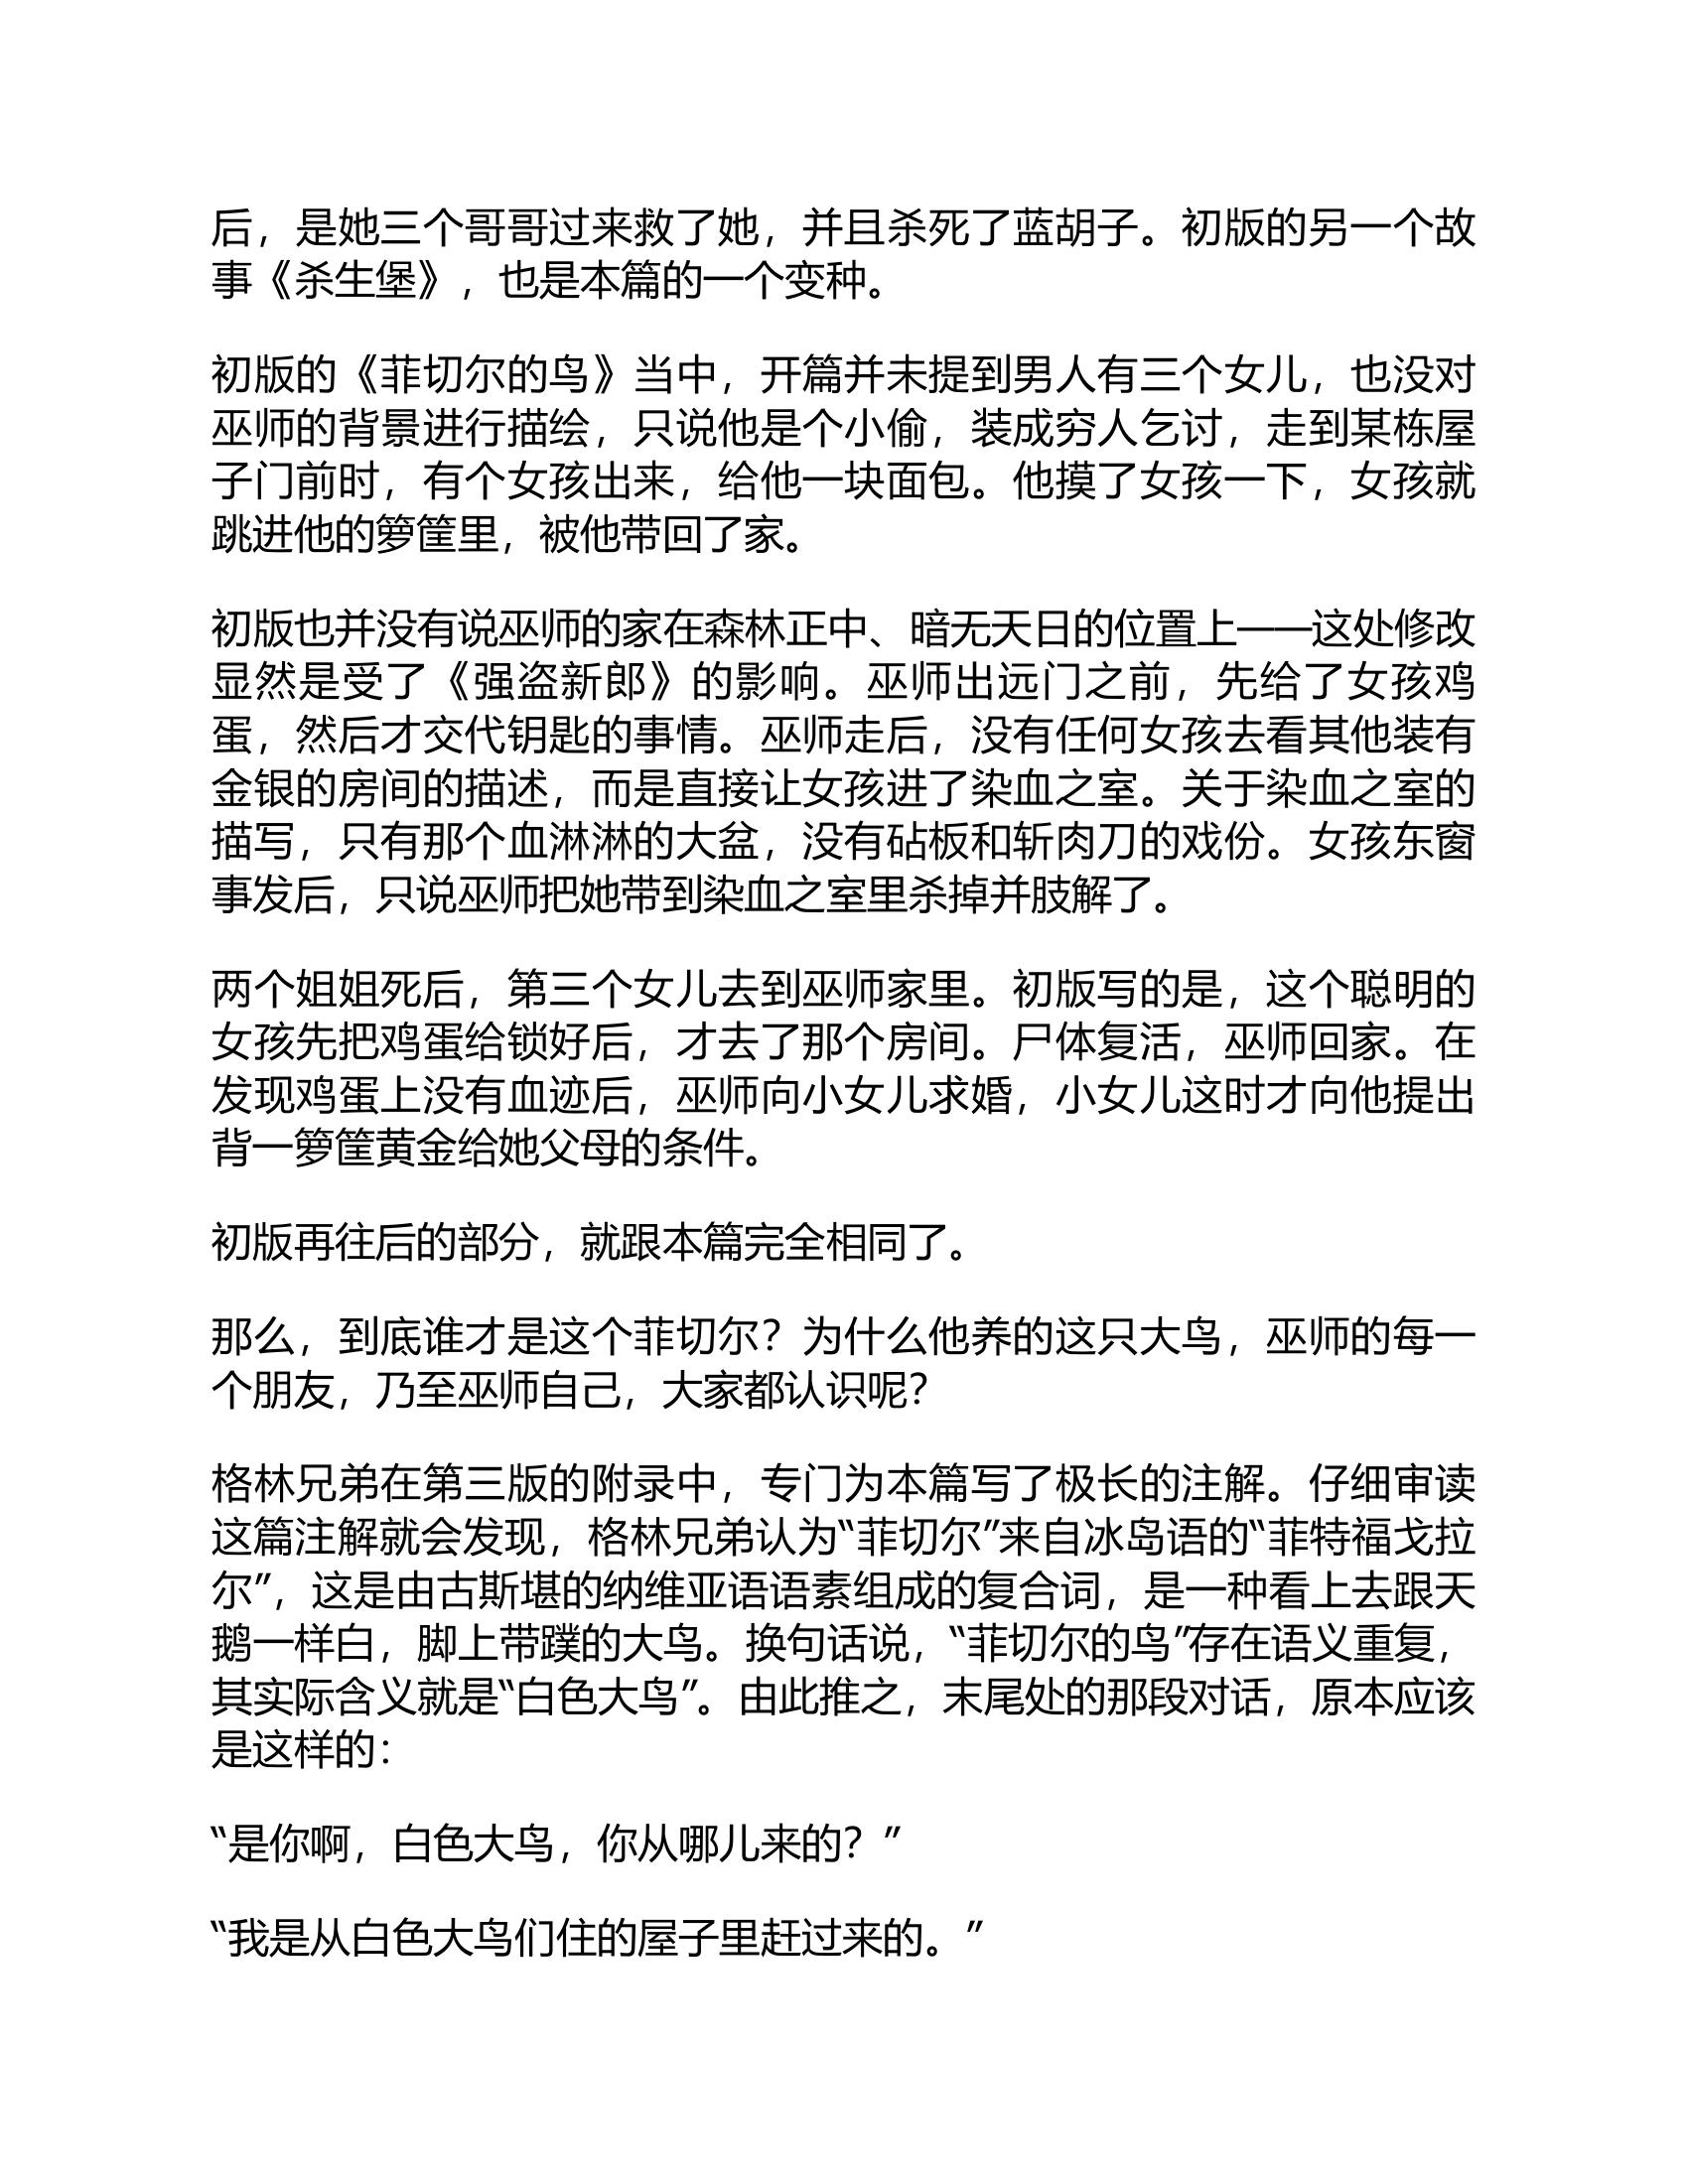 后，是她三个哥哥过来救了她，并且杀死了蓝胡子。初版的另一个故
事《杀生堡》，也是本篇的一个变种。
初版的《菲切尔的鸟》当中，开篇并未提到男人有三个女儿，也没对
巫师的背景进行描绘，只说他是个小偷，装成穷人乞讨，走到某栋屋
子门前时，有个女孩出来，给他一块面包。他摸了女孩一下，女孩就
跳进他的箩筐里，被他带回了家。
初版也并没有说巫师的家在森林正中、暗无天日的位置上——这处修改
显然是受了《强盗新郎》的影响。巫师出远门之前，先给了女孩鸡
蛋，然后才交代钥匙的事情。巫师走后，没有任何女孩去看其他装有
金银的房间的描述，而是直接让女孩进了染血之室。关于染血之室的
描写，只有那个血淋淋的大盆，没有砧板和斩肉刀的戏份。女孩东窗
事发后，只说巫师把她带到染血之室里杀掉并肢解了。
两个姐姐死后，第三个女儿去到巫师家里。初版写的是，这个聪明的
女孩先把鸡蛋给锁好后，才去了那个房间。尸体复活，巫师回家。在
发现鸡蛋上没有血迹后，巫师向小女儿求婚，小女儿这时才向他提出
背一箩筐黄金给她父母的条件。
初版再往后的部分，就跟本篇完全相同了。
那么，到底谁才是这个菲切尔？为什么他养的这只大鸟，巫师的每一
个朋友，乃至巫师自己，大家都认识呢？
格林兄弟在第三版的附录中，专门为本篇写了极长的注解。仔细审读
这篇注解就会发现，格林兄弟认为“菲切尔”来自冰岛语的“菲特福戈拉
尔”，这是由古斯堪的纳维亚语语素组成的复合词，是一种看上去跟天
鹅一样白，脚上带蹼的大鸟。换句话说，“菲切尔的鸟”存在语义重复，
其实际含义就是“白色大鸟”。由此推之，末尾处的那段对话，原本应该
是这样的：
“是你啊，白色大鸟，你从哪儿来的？”
“我是从白色大鸟们住的屋子里赶过来的。”